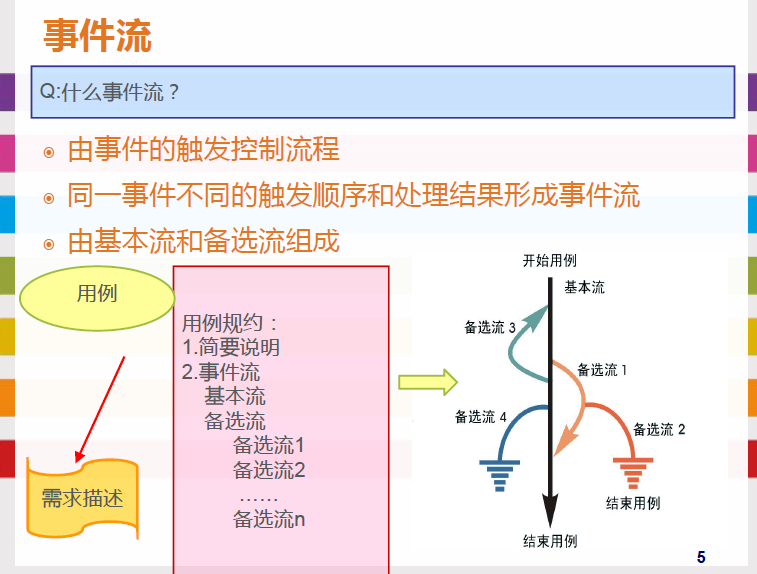 事件流
Q:什么事件流？
由事件的触发控制流程
同一事件不同的触发顺序和处理结果形成事件流
由基本流和备选流组成
用例
需求描述
用例规约：
1.简要说明
2.事件流
基本流
备选流
备选流1
备选流2
……
备选流n
开始用例
基本流
备选流 3
备选流 1
备选流 4
备选流 2
结束用例
结束用例
5